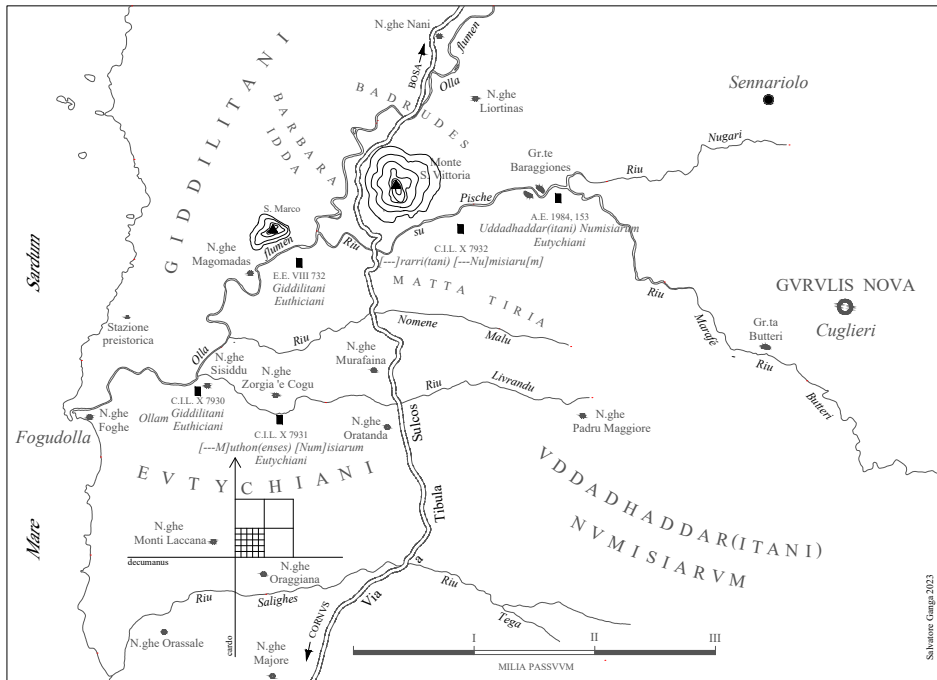 N.ghe Nani
flumen
BOSA
Olla
Sennariolo
GIDDILITANI
BARBARA
IDDA
BADRUDES
N.ghe
Liortinas
Nugari
Riu
Gr.te
Baraggiones
Monte
S. Vittoria
Pische
su
Riu
A.E. 1984, 153
Uddadhaddar(itani) Numisiarum
Eutychiani
S. Marco
flumen
C.I.L. X 7932
[---]rarri(tani) [---Nu]misiaru[m]
N.ghe
Magomadas
E.E. VIII 732
Giddilitani
Euthiciani
Sardum
MATTA TIRIA
Riu
Marafé
GVRVLIS NOVA
Cuglieri
Stazione
preistorica
Nomene
Malu
Riu
Olla
Gr.ta
Butteri
Riu
Butteri
N.ghe
Murafaina
N.ghe
Sisiddu
N.ghe
Zorgia 'e Cogu
Riu
Livrandu
C.I.L. X 7930
Giddilitani
Euthiciani
Ollam
N.ghe
Foghe
Fogudolla
C.I.L. X 7931
[---M]uthon(enses) [Num]isiarum
Eutychiani
N.ghe
Oratanda
Sulcos
N.ghe
Padru Maggiore
EVTYCHIANI
VDDADHADDAR(ITANI)
NVMISIARVM
Tibula
Mare
N.ghe
Monti Laccana
decumanus
a
N.ghe
Oraggiana
Riu
Salighes
Via
Riu
Tega
CORNVS
N.ghe Orassale
cardo
N.ghe
Majore
I
II
III
MILIA PASSVVM
Salvatore Ganga 2023